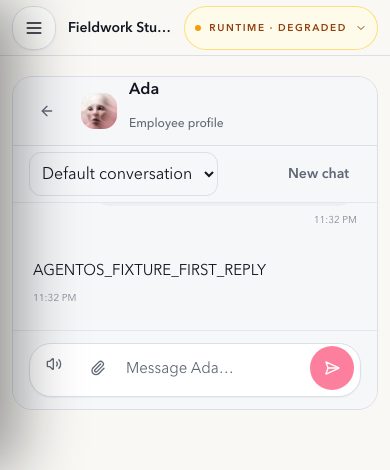 Fieldwork Stu...
RUNTIME · DEGRADED
Ada
Employee profile
Default conversation
New chat
11:32 PM
AGENTOS_FIXTURE_FIRST_REPLY
11:32 PM
Message Ada...